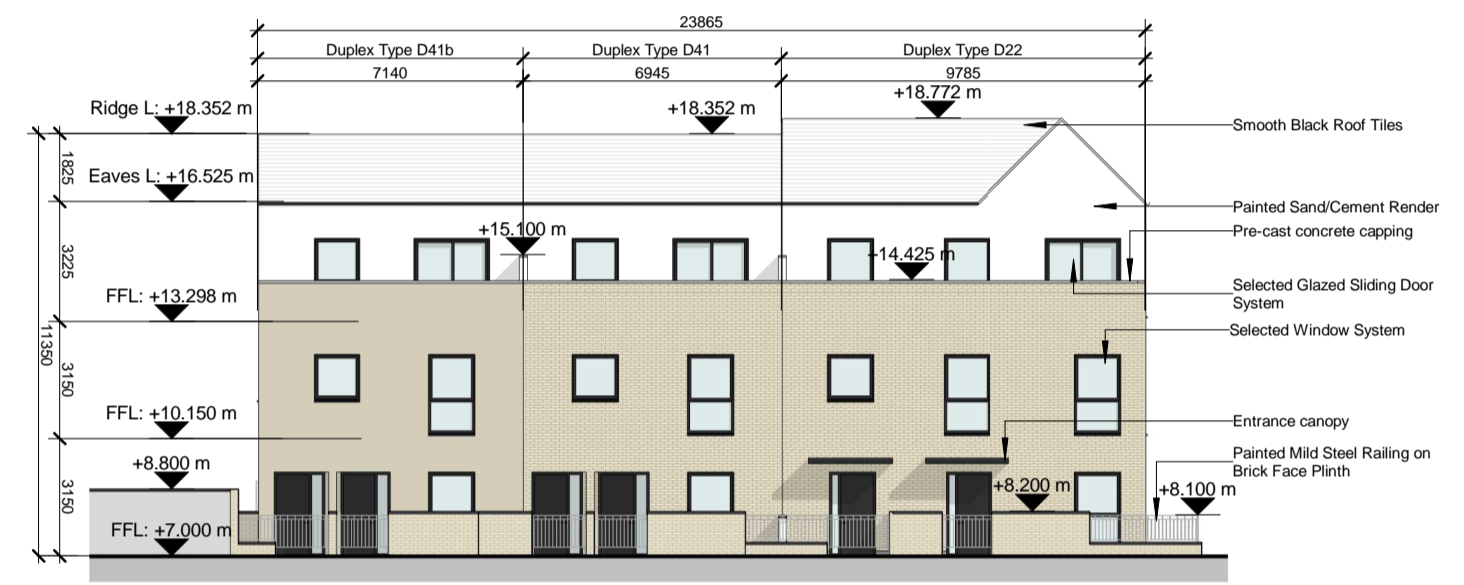 23865
Duplex Type D41b
Duplex Type D41
Duplex Type D22
7140
6945
9785
+18.772 m
Ridge L: +18.352 m
+18.352 m
Smooth Black Roof Tiles
1825
Eaves L: +16.525 m
Painted Sand/Cement Render
+15.100 m
Pre-cast concrete capping
3225
+14.425 m
Selected Glazed Sliding Door
System
FFL: +13.298 m
Selected Window System
11350
3150
FFL: +10.150 m
Entrance canopy
+8.800 m
Painted Mild Steel Railing on
Brick Face Plinth
+8.200 m
+8.100 m
3150
FFL: +7.000 m